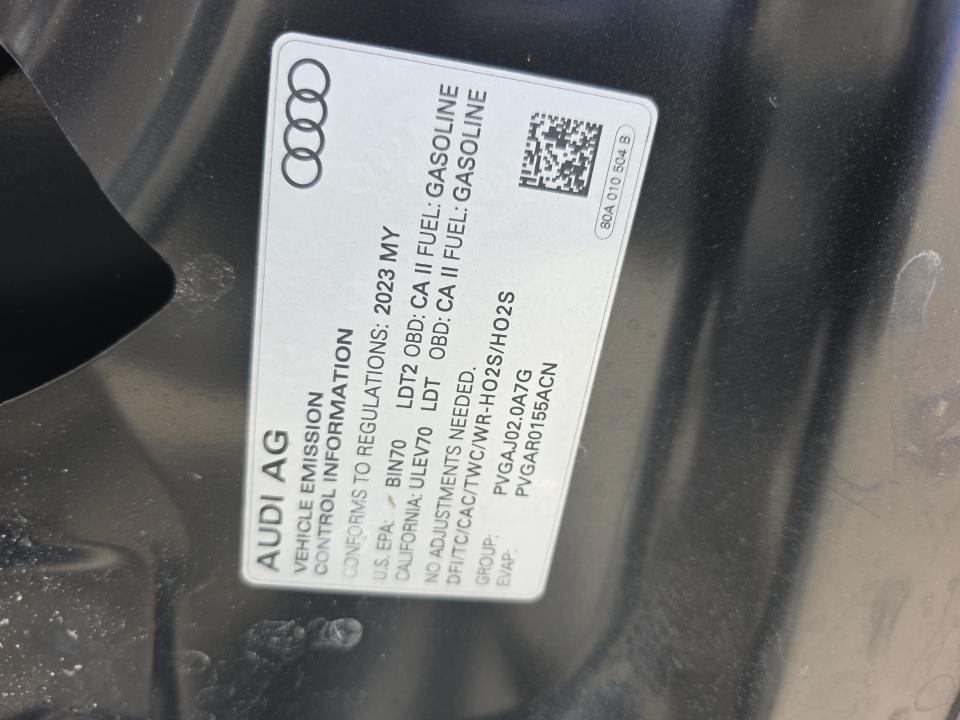 AUDI AG
VEHICLE EMISSION
CONTROL INFORMATION
CONFORMS TO REGULATIONS: 2023 MY
U.S. EPA: BIN70 LDT2 OBD: CA II FUEL: GASOLINE
CALIFORNIA: ULEV70 LDT OBD: CA II FUEL: GASOLINE
NO ADJUSTMENTS NEEDED.
DFI/TC/CAC/TWC/WR-HO2S/HO2S
GROUP: PVGAJ02.0A7G
EVAP: PVGAR0155ACN
80A 010 504 B